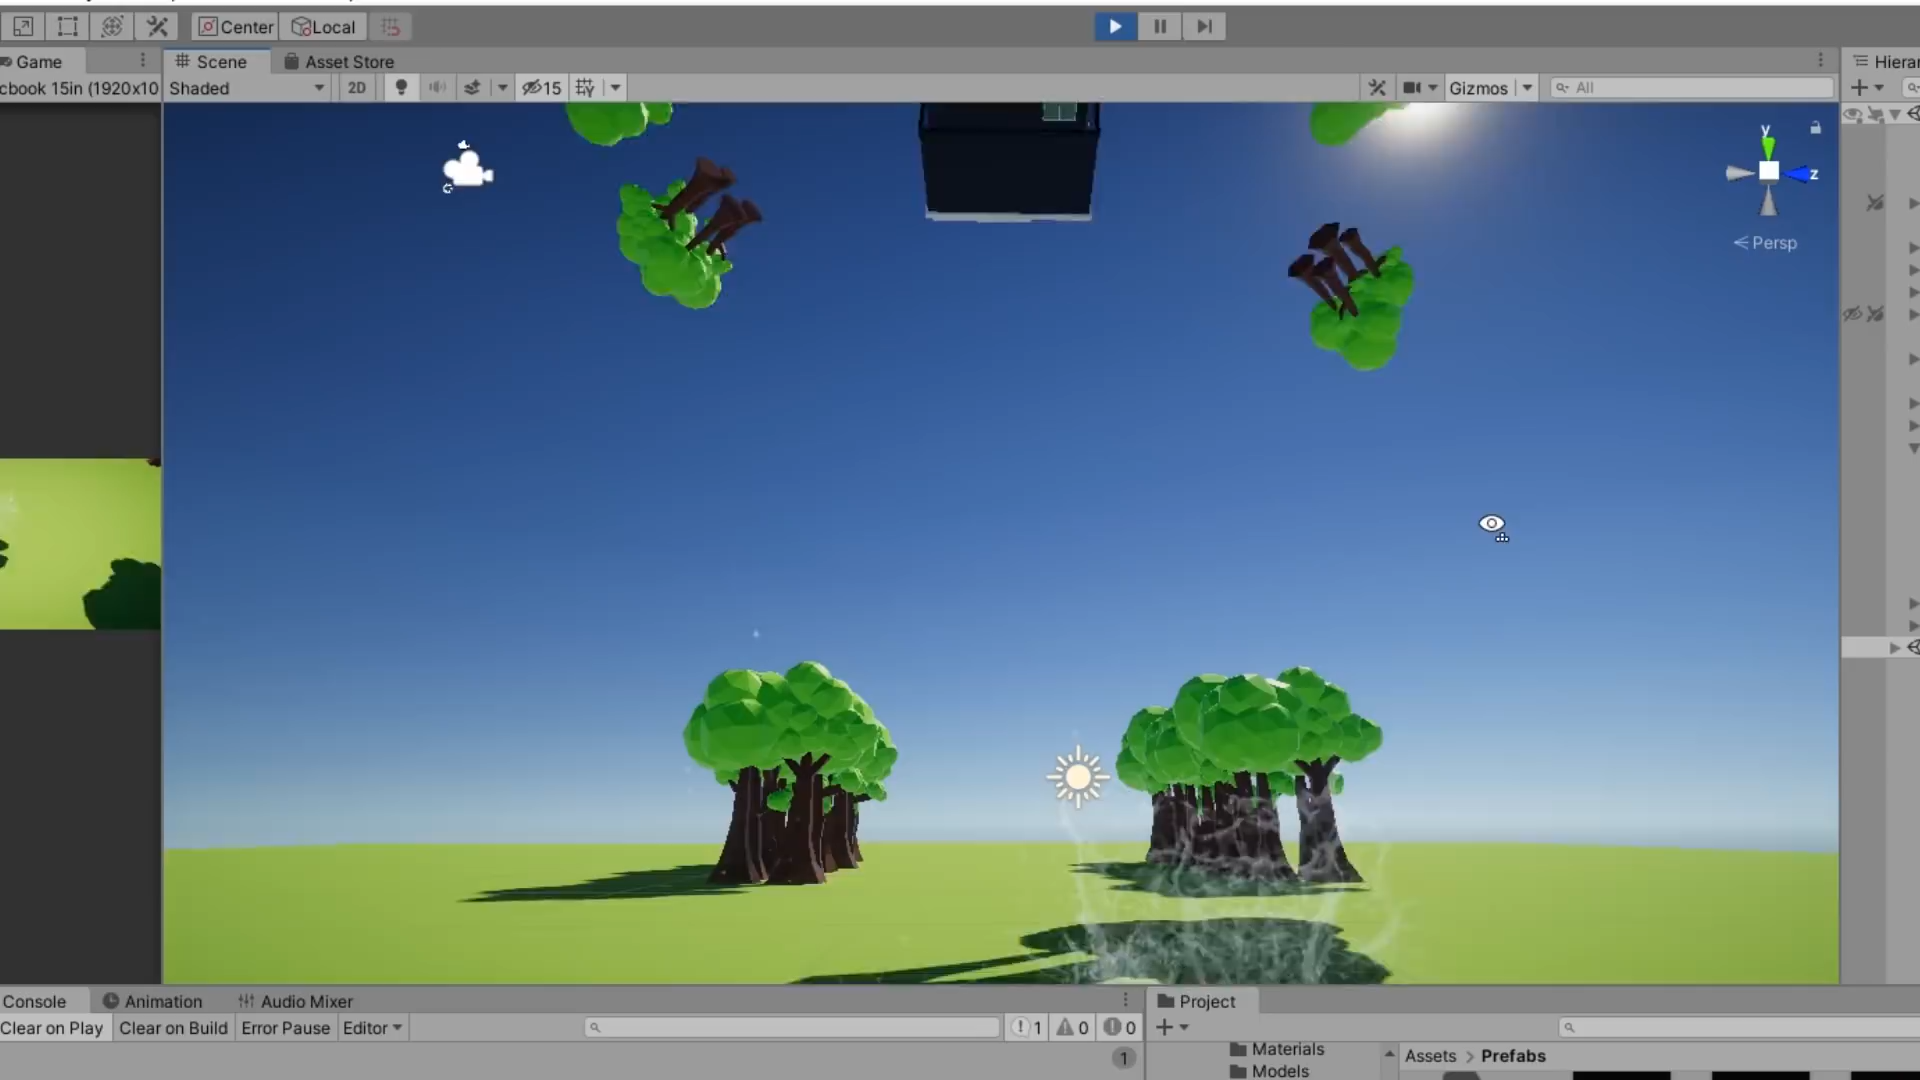 Center Local
Game Scene Asset Store Hierar
cbook 15in (1920x10 Shaded 2D 15 Gizmos All
y
z
Persp
Console Animation Audio Mixer Project
Clear on Play Clear on Build Error Pause Editor 1 0 0
Materials Assets > Prefabs
1
Models